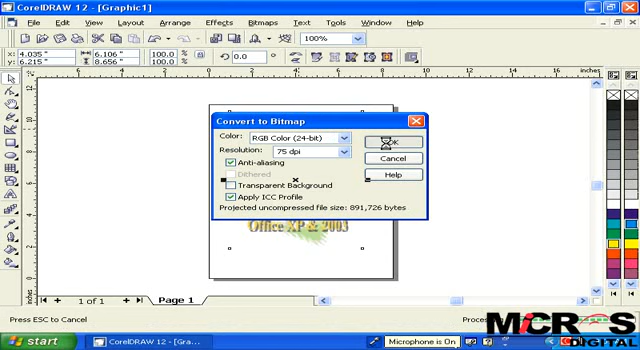 CorelDRAW 12 - [Graphic1]
File Edit View Layout Arrange Effects Bitmaps Text Tools Window Help
100%
x: 4.035 "
y: 6.215 "
6.106 "
8.656 "
100.0 %
100.0 %
0.0
inches
Convert to Bitmap
Color: RGB Color (24-bit)
OK
Resolution: 75 dpi
Cancel
Anti-aliasing
Dithered
Help
Transparent Background
Apply ICC Profile
Projected uncompressed file size: 891,726 bytes
Office XP & 2003
1 of 1
Page 1
Press ESC to Cancel
Processing
MICROS
DIGITAL
start
CorelDRAW 12 - [Gra...
Microphone is On